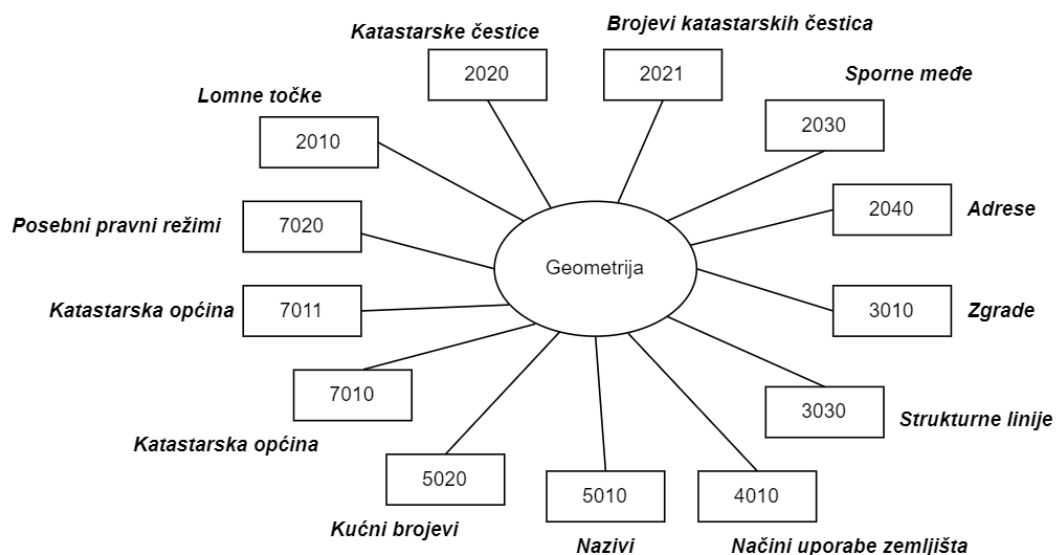 Brojevi katastarskih čestica
Katastarske čestice
2020
2021
Sporne međe
2030
Lomne točke
2010
Adrese
2040
Posebni pravni režimi
7020
Geometrija
Katastarska općina
7011
3010
Zgrade
7010
Katastarska općina
3030
Strukturne linije
5020
Kućni brojevi
5010
Nazivi
4010
Načini uporabe zemljišta